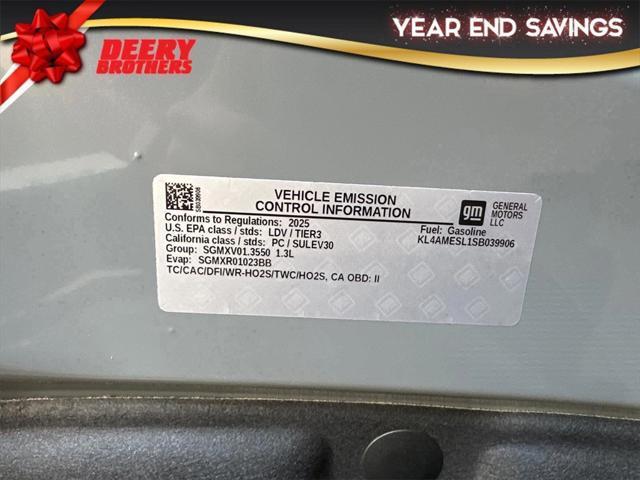 DEERY
BROTHERS
YEAR END SAVINGS
VEHICLE EMISSION
CONTROL INFORMATION
gm
GENERAL
MOTORS
LLC
Conforms to Regulations: 2025
U.S. EPA class / stds: LDV / TIER3
California class / stds: PC / SULEV30
Group: SGMXV01.3550 1.3L
Evap: SGMXR01023BB
TC/CAC/DFI/WR-HO2S/TWC/HO2S, CA OBD: II
Fuel: Gasoline
KL4AMESL1SB039906